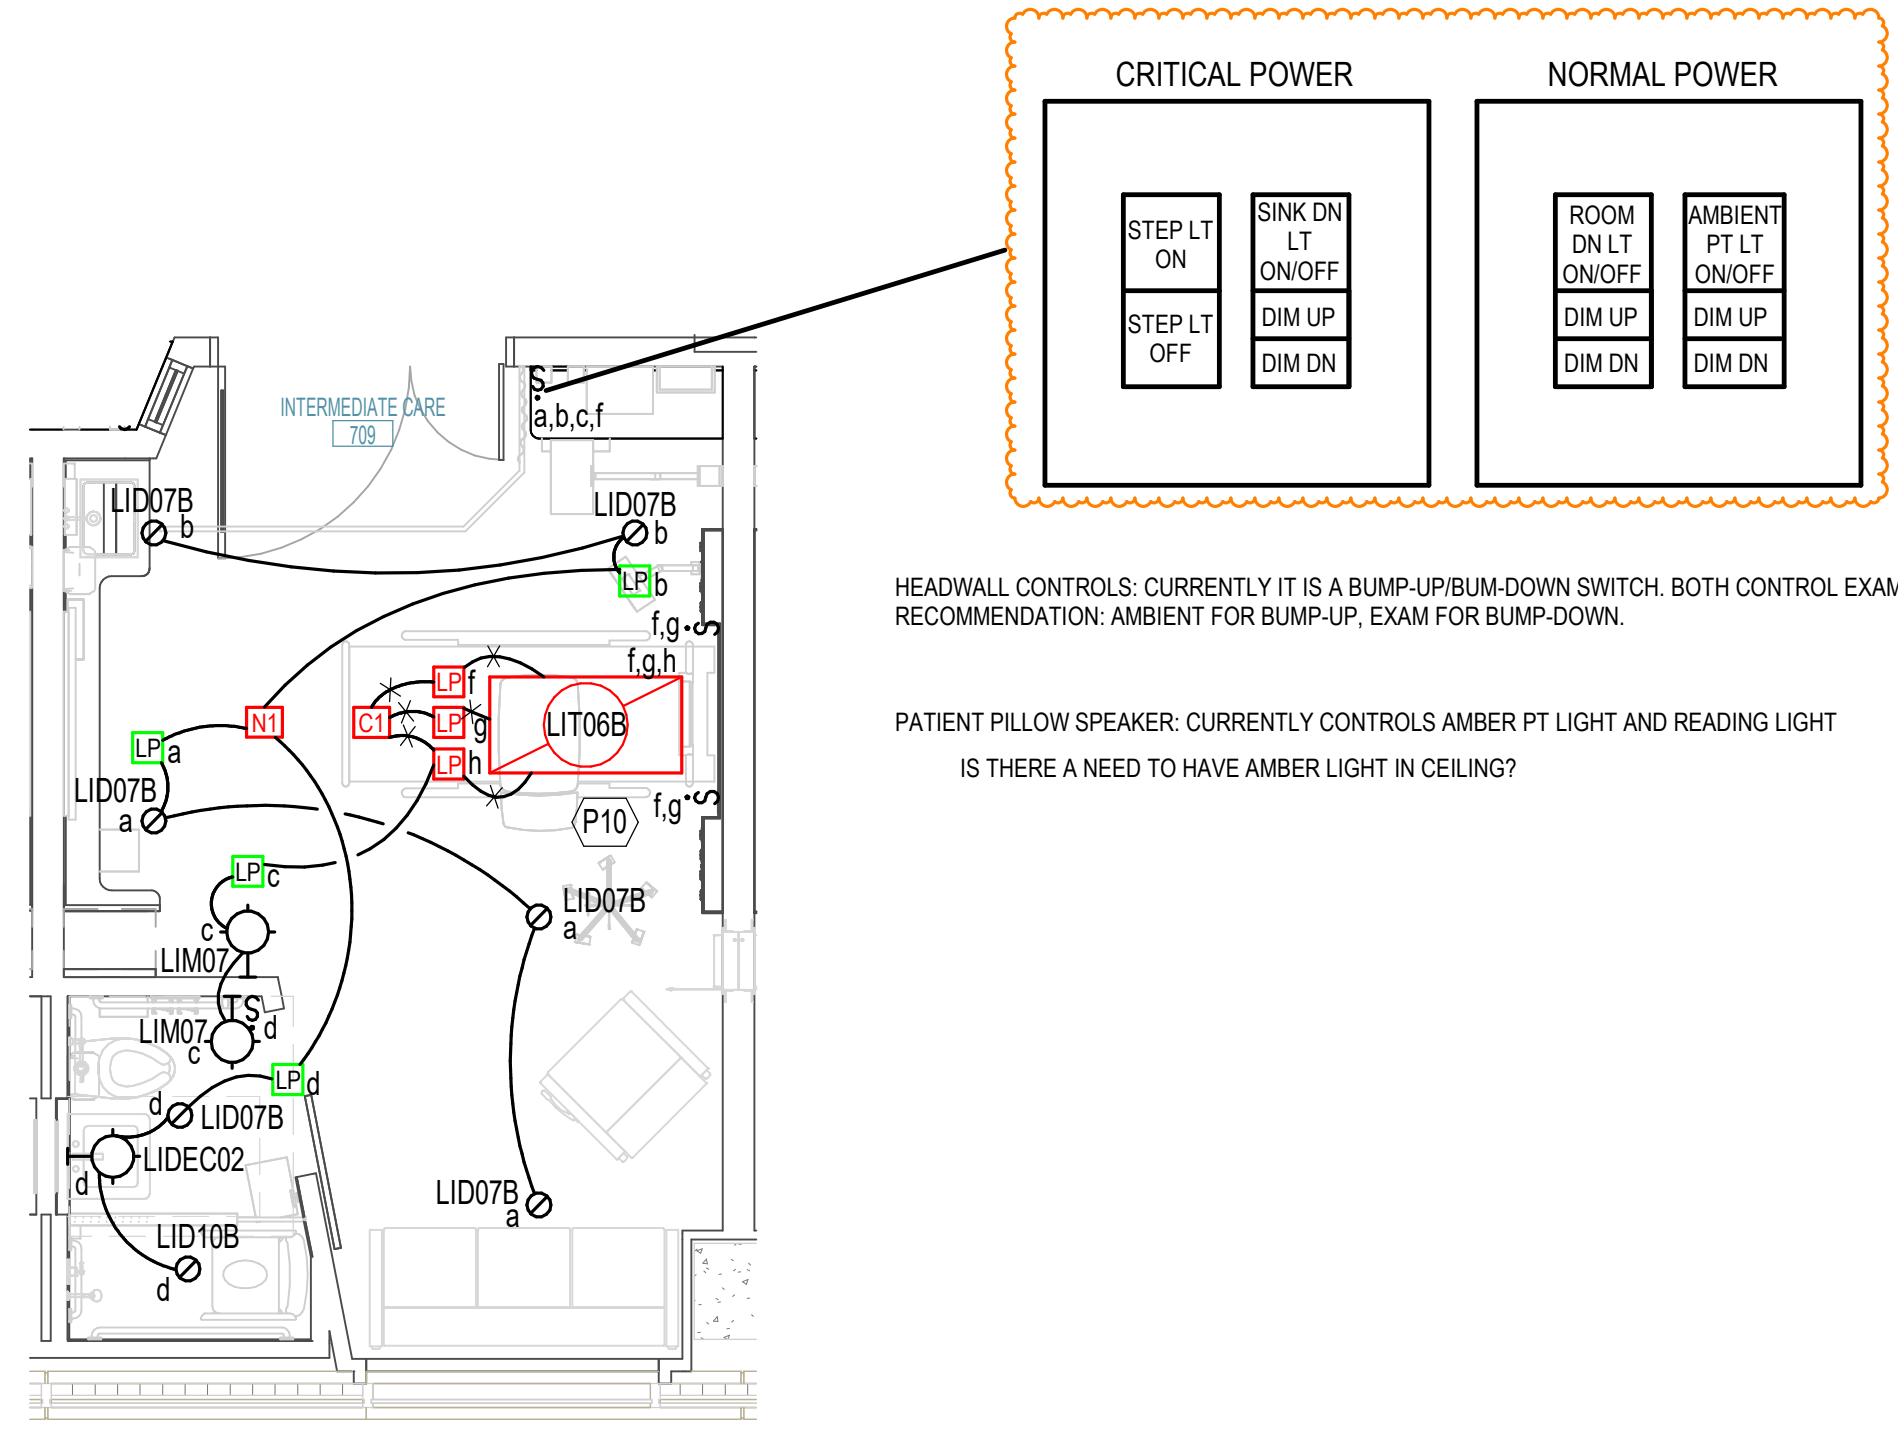 CRITICAL POWER
NORMAL POWER
STEP LT
ON
STEP LT
OFF
SINK DN
LT
ON/OFF
DIM UP
DIM DN
ROOM
DN LT
ON/OFF
DIM UP
DIM DN
AMBIENT
PT LT
ON/OFF
DIM UP
DIM DN
INTERMEDIATE CARE
709
S
a,b,c,f
LID07B
b
LID07B
b
LP b
HEADWALL CONTROLS: CURRENTLY IT IS A BUMP-UP/BUM-DOWN SWITCH. BOTH CONTROL EXAM
RECOMMENDATION: AMBIENT FOR BUMP-UP, EXAM FOR BUMP-DOWN.
f,g S
f,g,h
LP f
N1
C1
LP g
LIT06B
LP a
LP h
PATIENT PILLOW SPEAKER: CURRENTLY CONTROLS AMBER PT LIGHT AND READING LIGHT
IS THERE A NEED TO HAVE AMBER LIGHT IN CEILING?
LID07B
a
f,g S
P10
LP c
LID07B
a
c
LIM07
S
d
LIM07
c
LP d
d
LID07B
LIDEC02
d
LID07B
a
LID10B
d